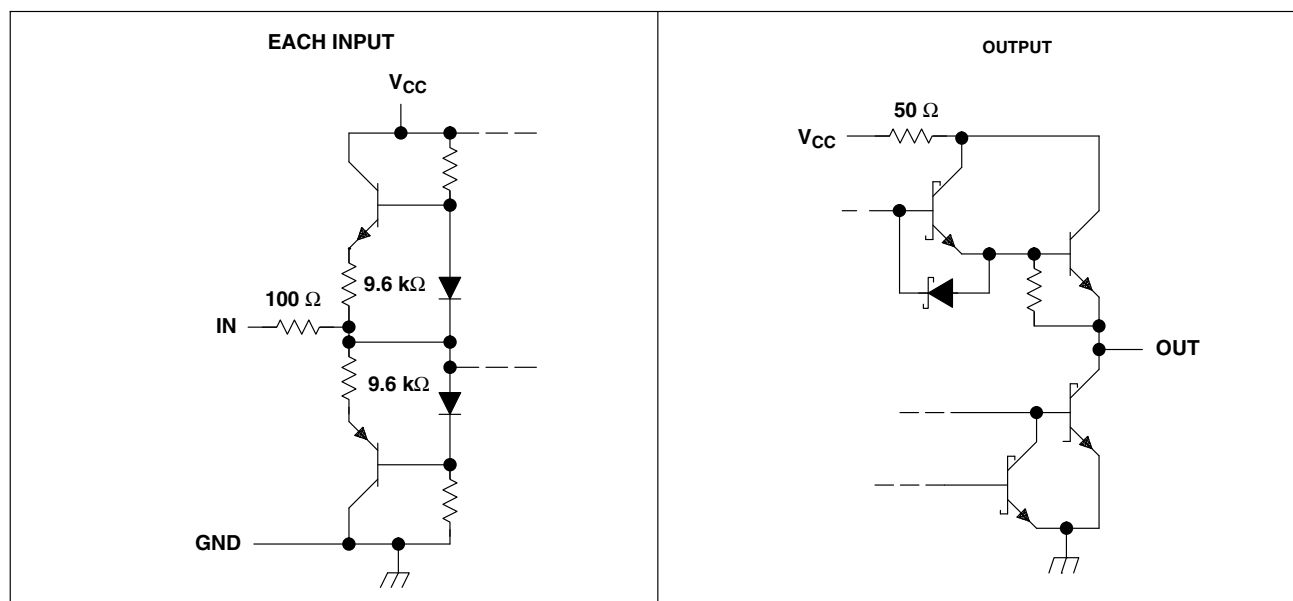 EACH INPUT
VCC
9.6 kΩ
100 Ω
IN
9.6 kΩ
GND
OUTPUT
50 Ω
VCC
OUT